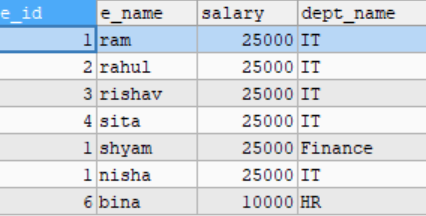 e_id e_name salary dept_name
1 ram 25000 IT
2 rahul 25000 IT
3 rishav 25000 IT
4 sita 25000 IT
1 shyam 25000 Finance
1 nisha 25000 IT
6 bina 10000 HR